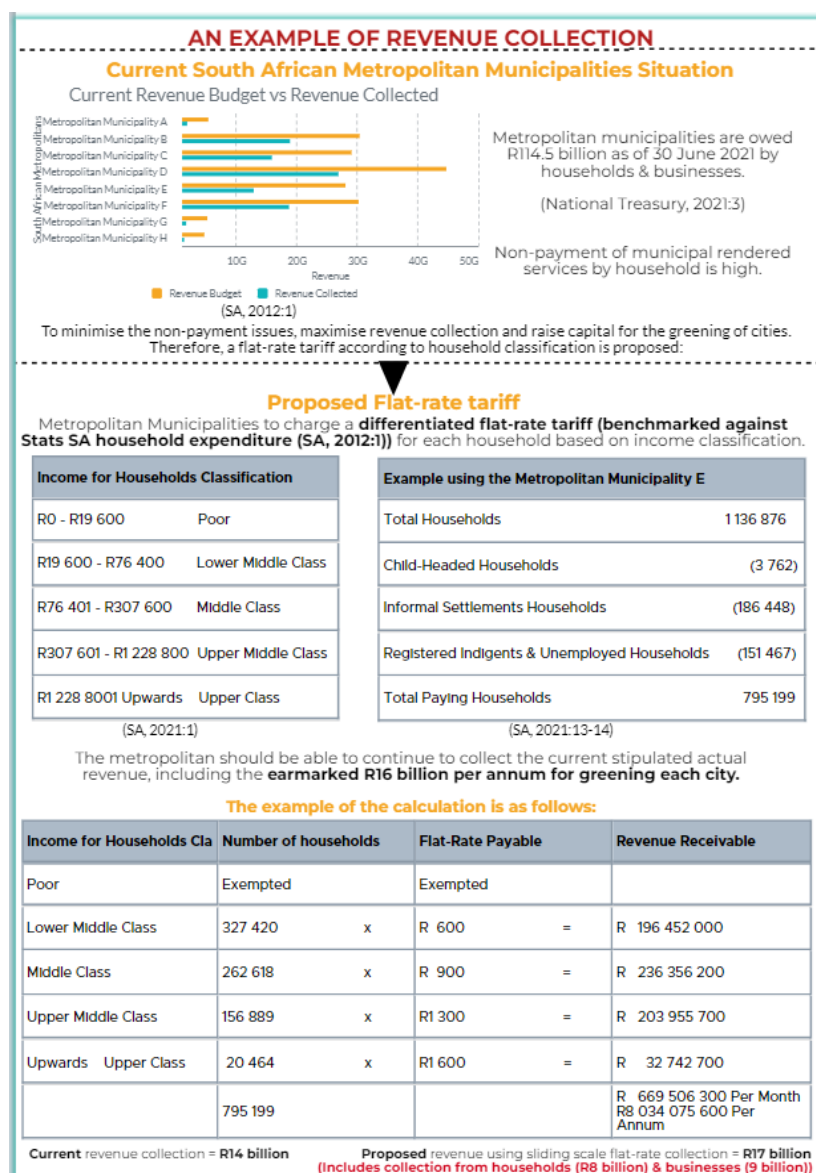 AN EXAMPLE OF REVENUE COLLECTION
Current South African Metropolitan Municipalities Situation
Current Revenue Budget vs Revenue Collected
South African Metropolitans
Metropolitan Municipality A
Metropolitan Municipality B
Metropolitan Municipality C
Metropolitan Municipality D
Metropolitan Municipality E
Metropolitan Municipality F
Metropolitan Municipality G
Metropolitan Municipality H
10G 20G 30G 40G 50G
Revenue
Revenue Budget Revenue Collected
(SA, 2012:1)
Metropolitan municipalities are owed
R114.5 billion as of 30 June 2021 by
households & businesses.
(National Treasury, 2021:3)
Non-payment of municipal rendered
services by household is high.
To minimise the non-payment issues, maximise revenue collection and raise capital for the greening of cities.
Therefore, a flat-rate tariff according to household classification is proposed:
Proposed Flat-rate tariff
Metropolitan Municipalities to charge a differentiated flat-rate tariff (benchmarked against
Stats SA household expenditure (SA, 2012:1)) for each household based on income classification.
Income for Households Classification
R0 - R19 600 Poor
R19 600 - R76 400 Lower Middle Class
R76 401 - R307 600 Middle Class
R307 601 - R1 228 800 Upper Middle Class
R1 228 8001 Upwards Upper Class
(SA, 2021:1)
Example using the Metropolitan Municipality E
Total Households 1 136 876
Child-Headed Households (3 762)
Informal Settlements Households (186 448)
Registered Indigents & Unemployed Households (151 467)
Total Paying Households 795 199
(SA, 2021:13-14)
The metropolitan should be able to continue to collect the current stipulated actual
revenue, including the earmarked R16 billion per annum for greening each city.
The example of the calculation is as follows:
Income for Households Cla Number of households Flat-Rate Payable Revenue Receivable
Poor Exempted Exempted
Lower Middle Class 327 420 x R 600 = R 196 452 000
Middle Class 262 618 x R 900 = R 236 356 200
Upper Middle Class 156 889 x R1 300 = R 203 955 700
Upwards Upper Class 20 464 x R1 600 = R 32 742 700
795 199 R 669 506 300 Per Month
R8 034 075 600 Per
Annum
Current revenue collection = R14 billion Proposed revenue using sliding scale flat-rate collection = R17 billion
(Includes collection from households (R8 billion) & businesses (9 billion))